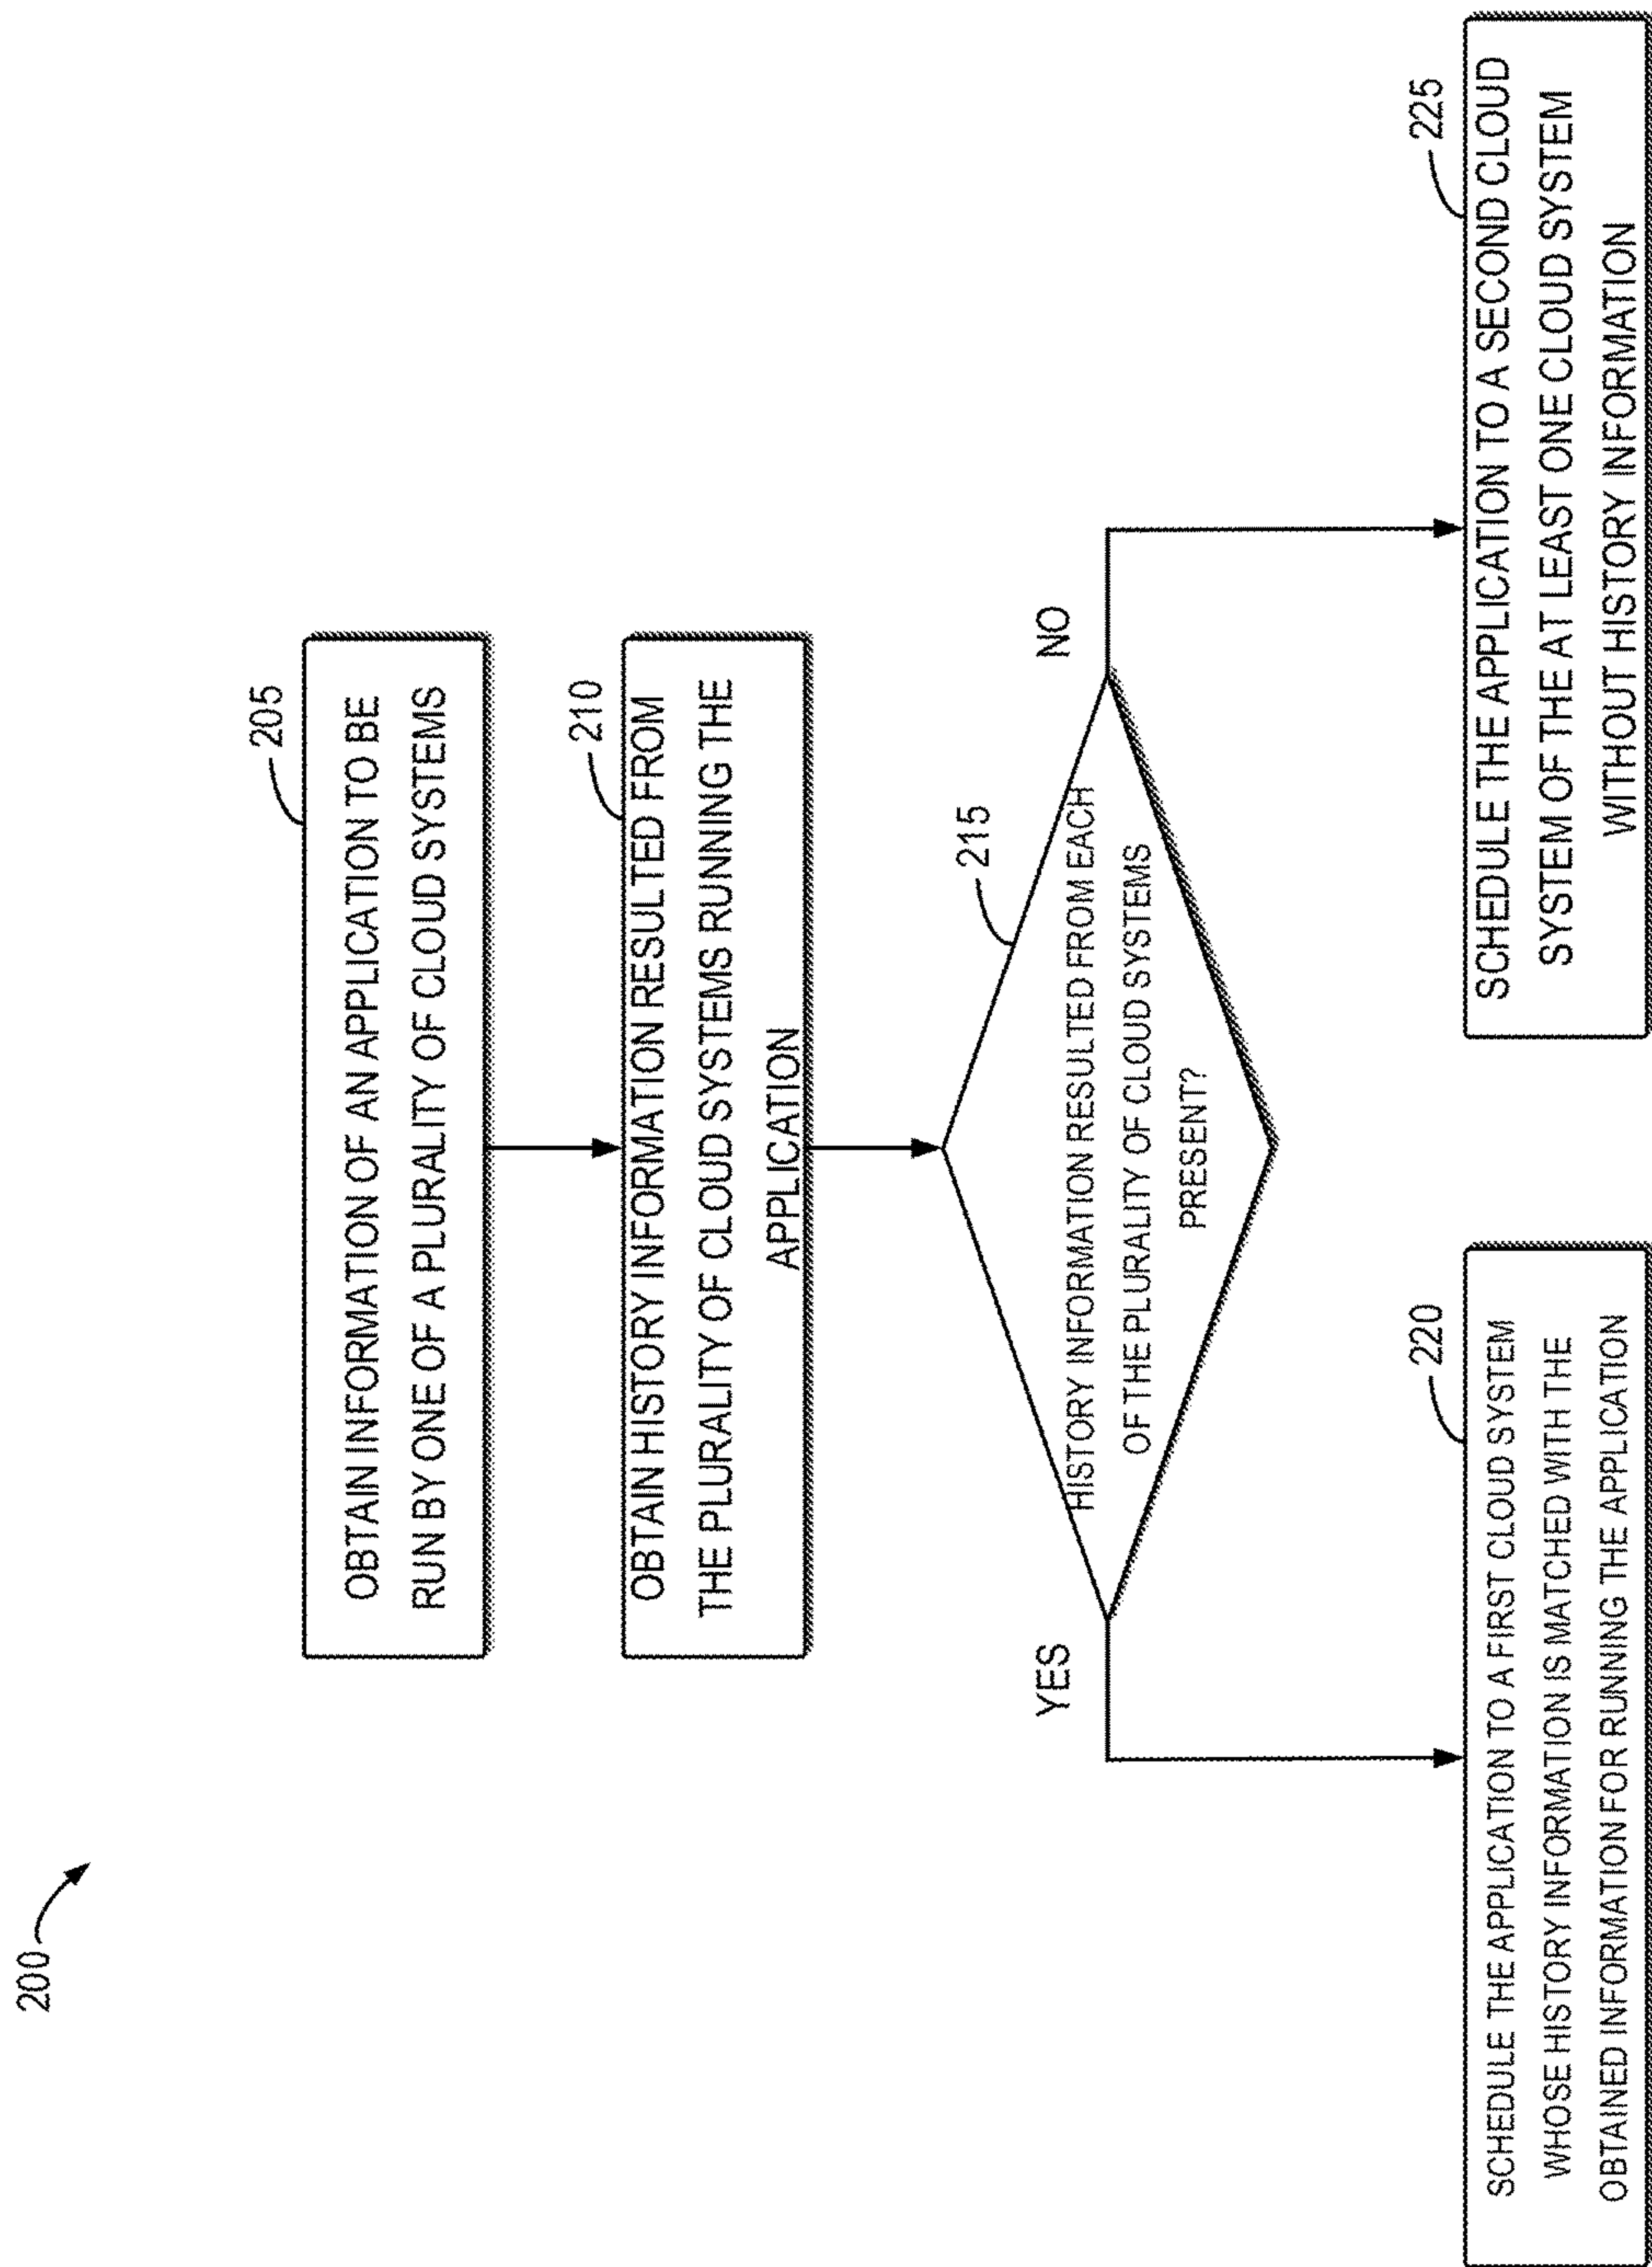 200
205
OBTAIN INFORMATION OF AN APPLICATION TO BE
RUN BY ONE OF A PLURALITY OF CLOUD SYSTEMS
210
OBTAIN HISTORY INFORMATION RESULTED FROM
THE PLURALITY OF CLOUD SYSTEMS RUNNING THE
APPLICATION
215
HISTORY INFORMATION RESULTED FROM EACH
OF THE PLURALITY OF CLOUD SYSTEMS
PRESENT?
YES
NO
220
SCHEDULE THE APPLICATION TO A FIRST CLOUD SYSTEM
WHOSE HISTORY INFORMATION IS MATCHED WITH THE
OBTAINED INFORMATION FOR RUNNING THE APPLICATION
225
SCHEDULE THE APPLICATION TO A SECOND CLOUD
SYSTEM OF THE AT LEAST ONE CLOUD SYSTEM
WITHOUT HISTORY INFORMATION